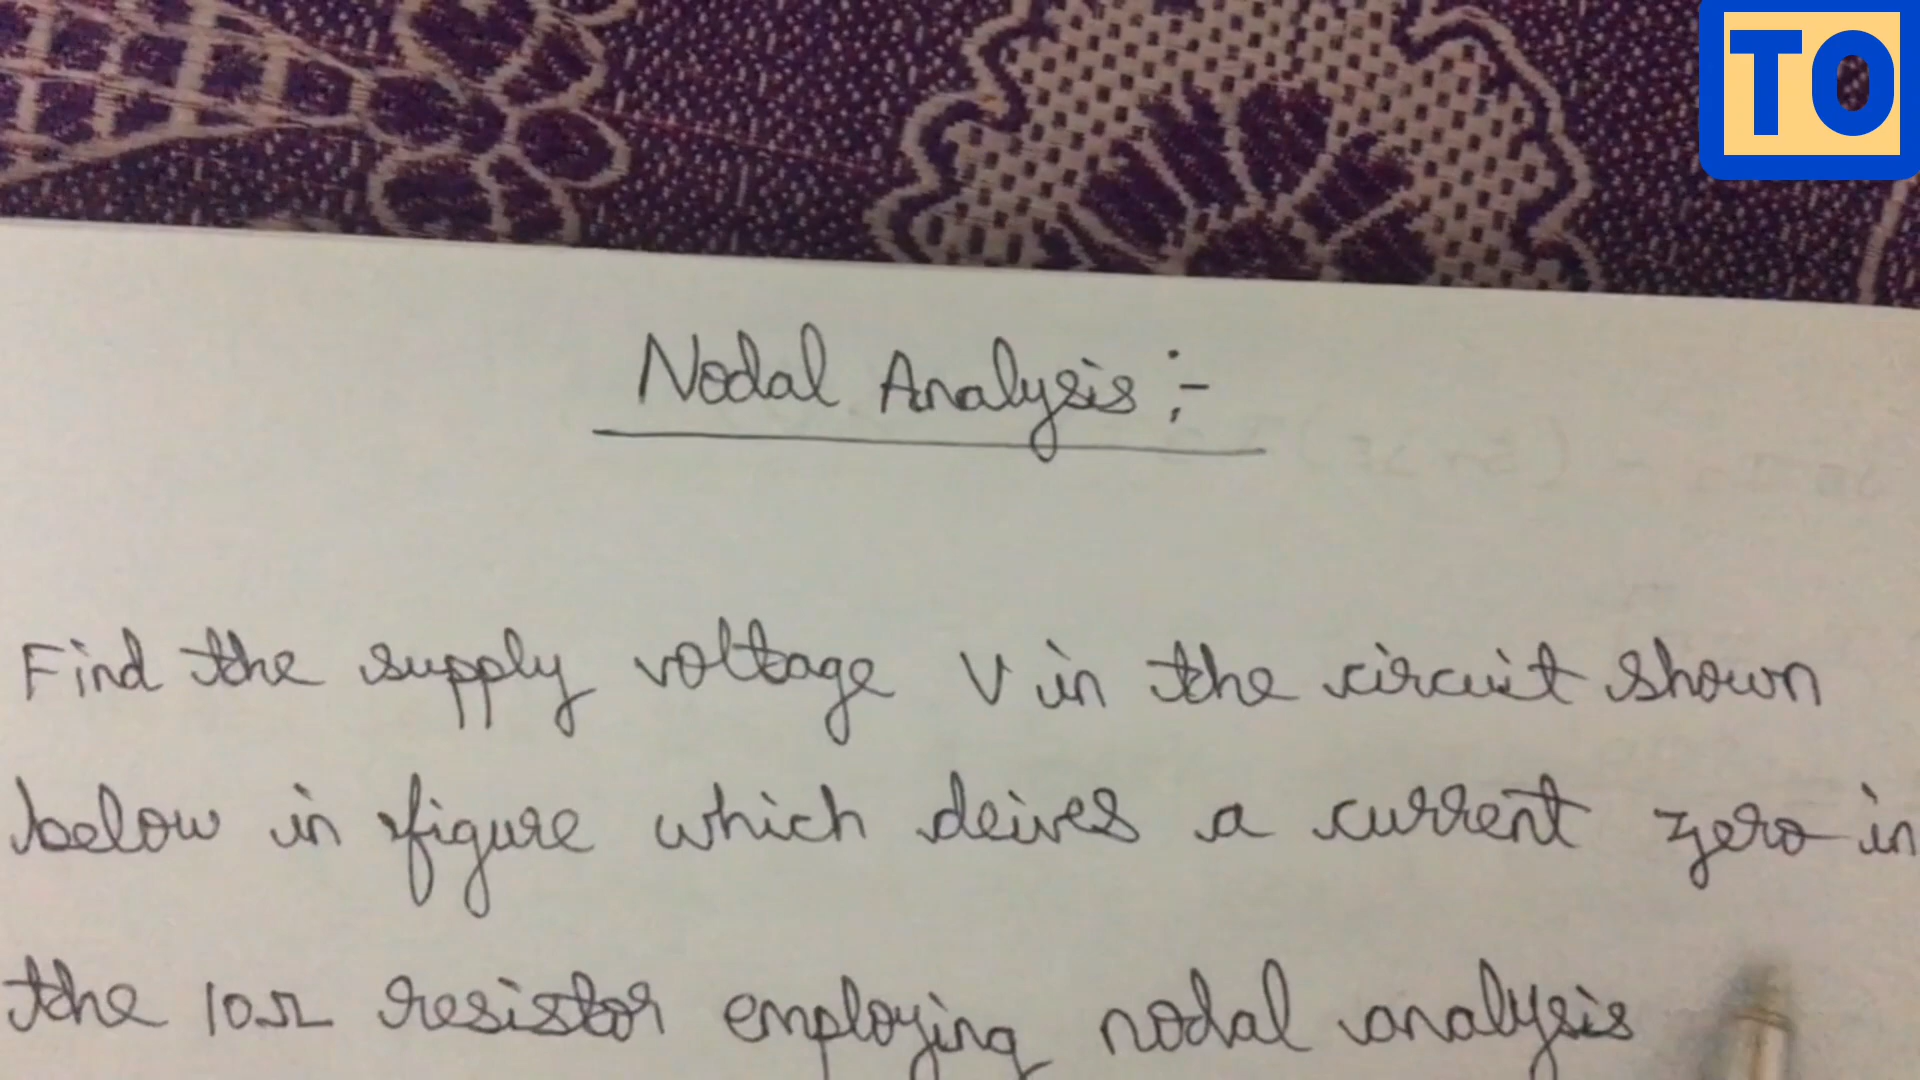 TO
Nodal Analysis :-
Find the supply voltage V in the circuit shown
below in figure which deives a current zero in
the 10Ω resistor employing nodal analysis